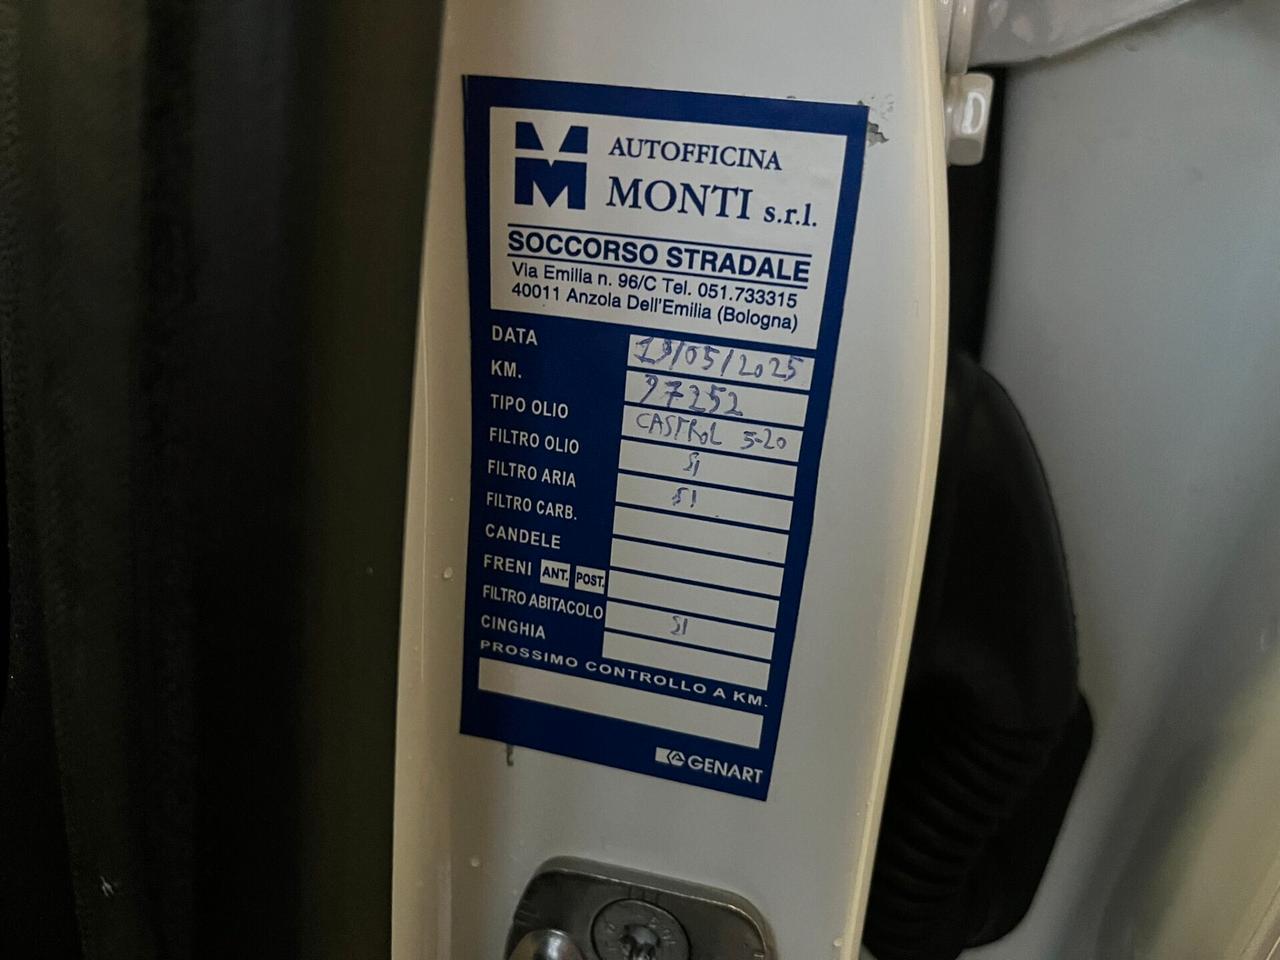 AUTOFFICINA
MONTI s.r.l.
SOCCORSO STRADALE
Via Emilia n. 96/C Tel. 051.733315
40011 Anzola Dell'Emilia (Bologna)
DATA 19/05/2025
KM. 97252
TIPO OLIO CASTROL 5-20
FILTRO OLIO SI
FILTRO ARIA SI
FILTRO CARB.
CANDELE
FRENI ANT. POST.
FILTRO ABITACOLO SI
CINGHIA
PROSSIMO CONTROLLO A KM.
GENART